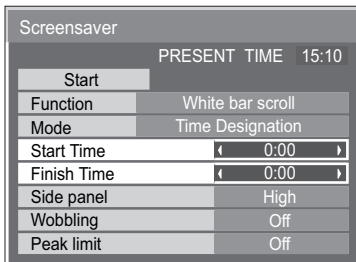 Screensaver
PRESENT TIME 15:10
Start
Function White bar scroll
Mode Time Designation
Start Time 0:00
Finish Time 0:00
Side panel High
Wobbling Off
Peak limit Off